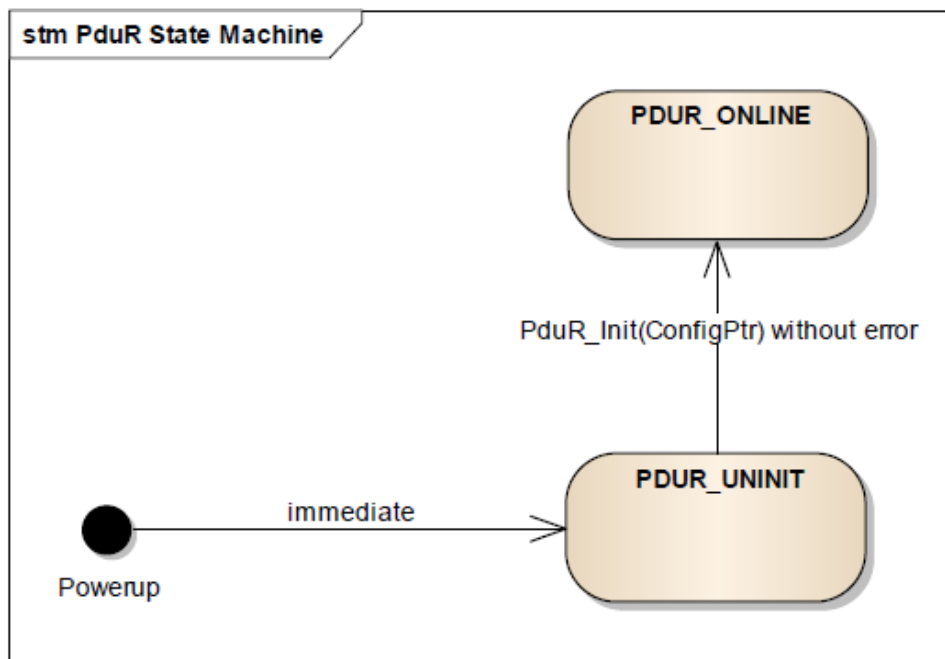 stm PduR State Machine
PDUR_ONLINE
PduR_Init(ConfigPtr) without error
PDUR_UNINIT
immediate
Powerup